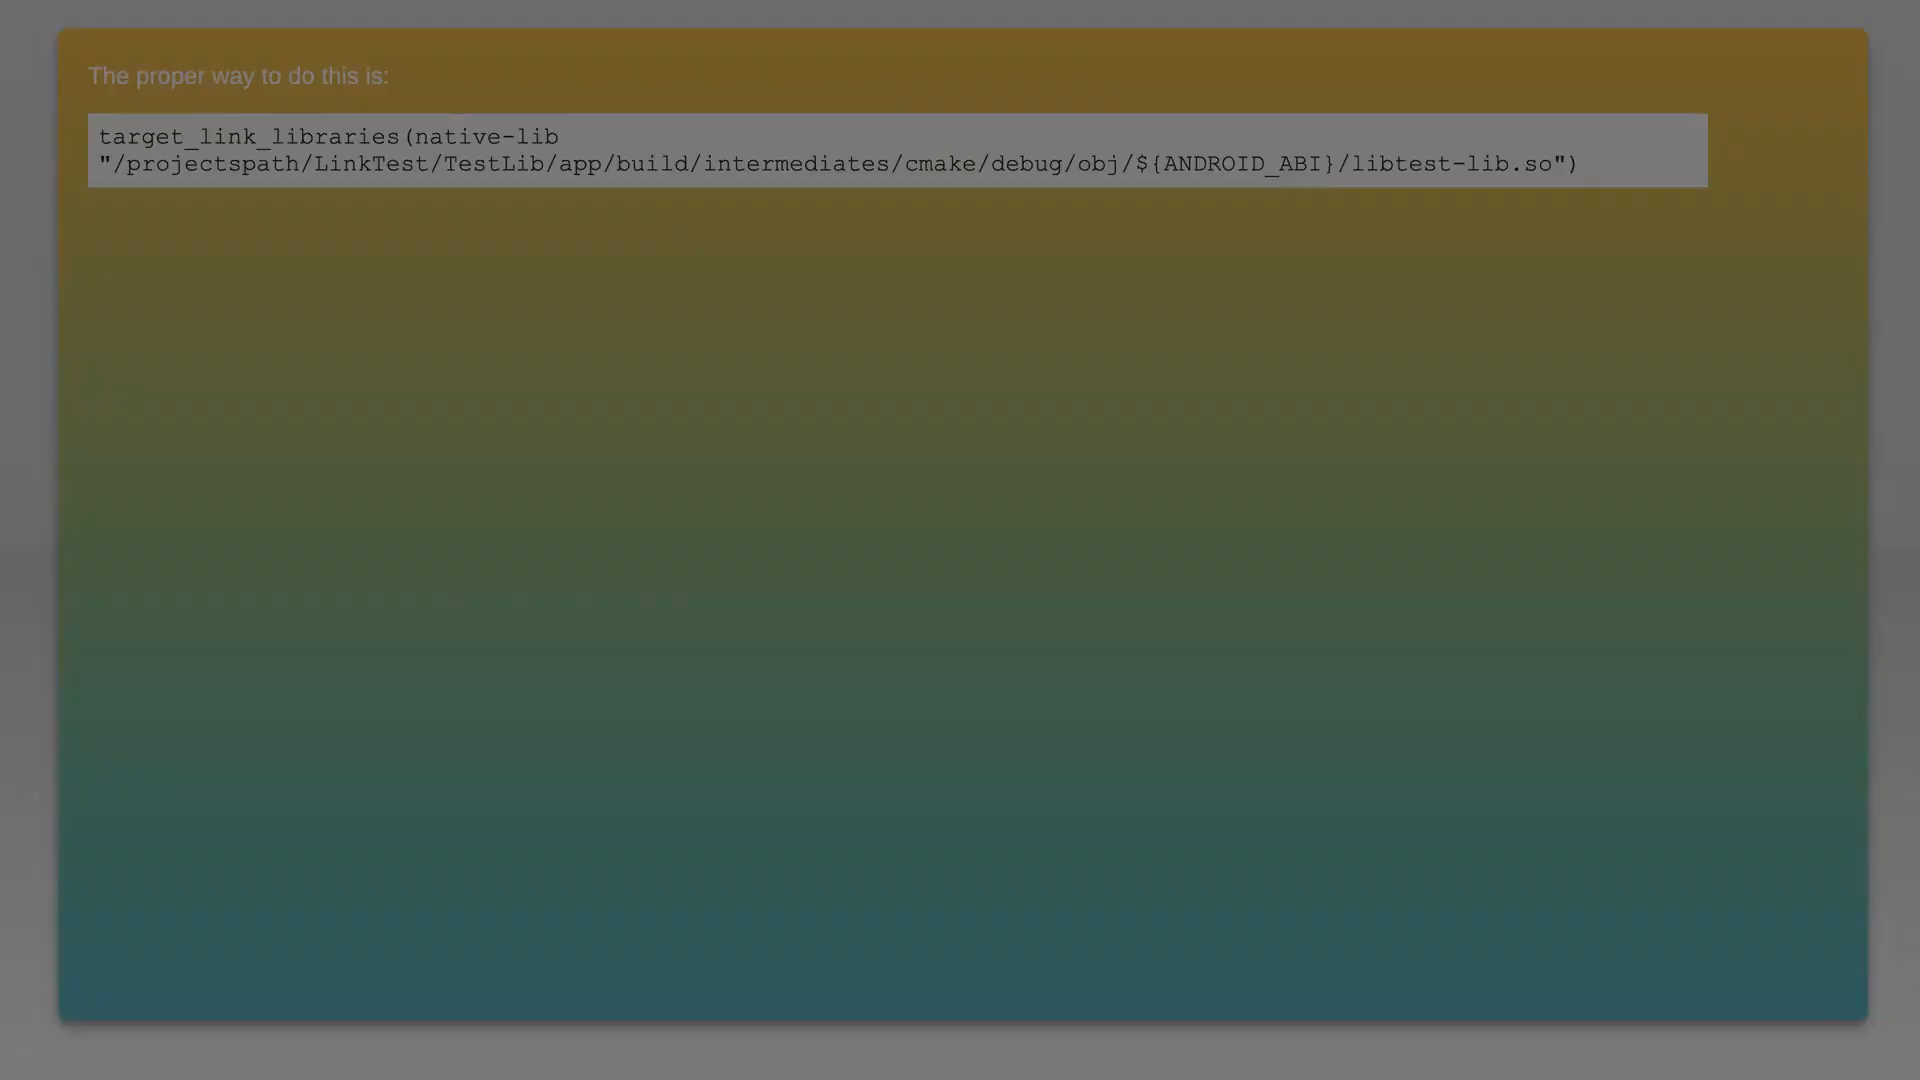 The proper way to do this is:
target_link_libraries(native-lib
"/projectspath/LinkTest/TestLib/app/build/intermediates/cmake/debug/obj/${ANDROID_ABI}/libtest-lib.so")